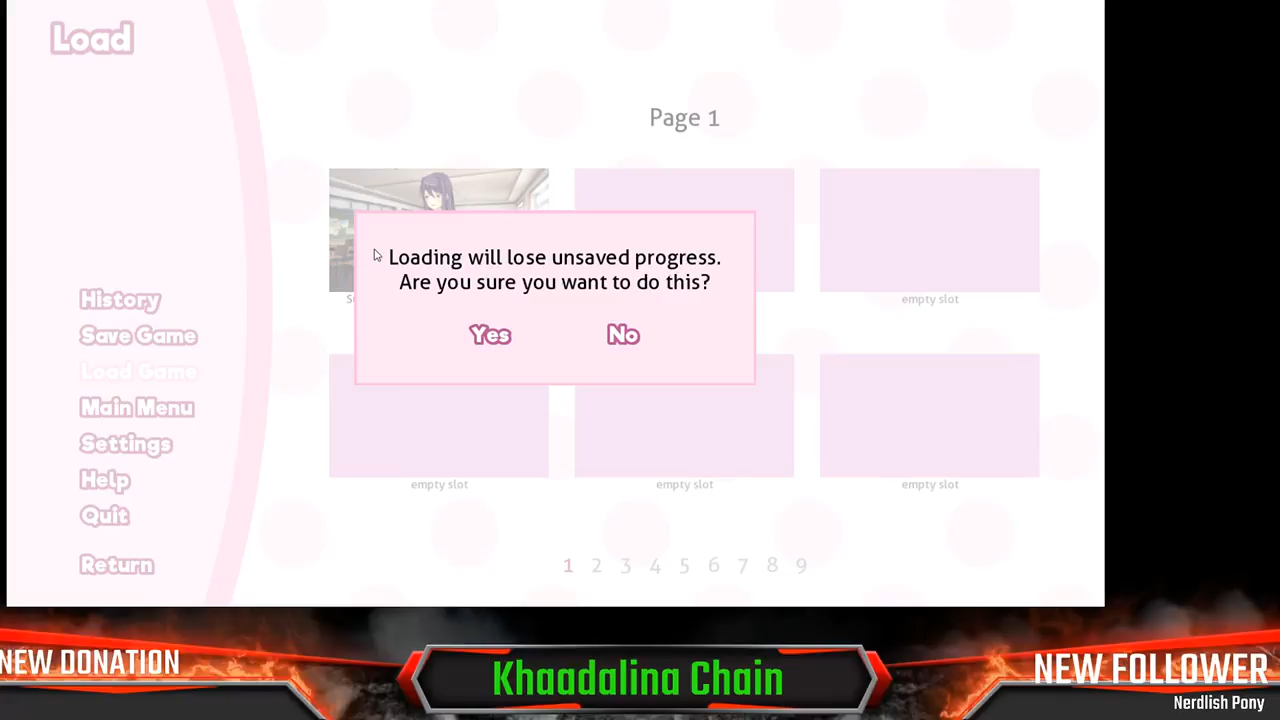 Load
Page 1
Loading will lose unsaved progress.
Are you sure you want to do this?
Yes No
empty slot
History
Save Game
Load Game
Main Menu
Settings
Help
Quit
Return
empty slot empty slot empty slot
1 2 3 4 5 6 7 8 9
NEW DONATION
Khaadalina Chain
NEW FOLLOWER
Nerdlish Pony